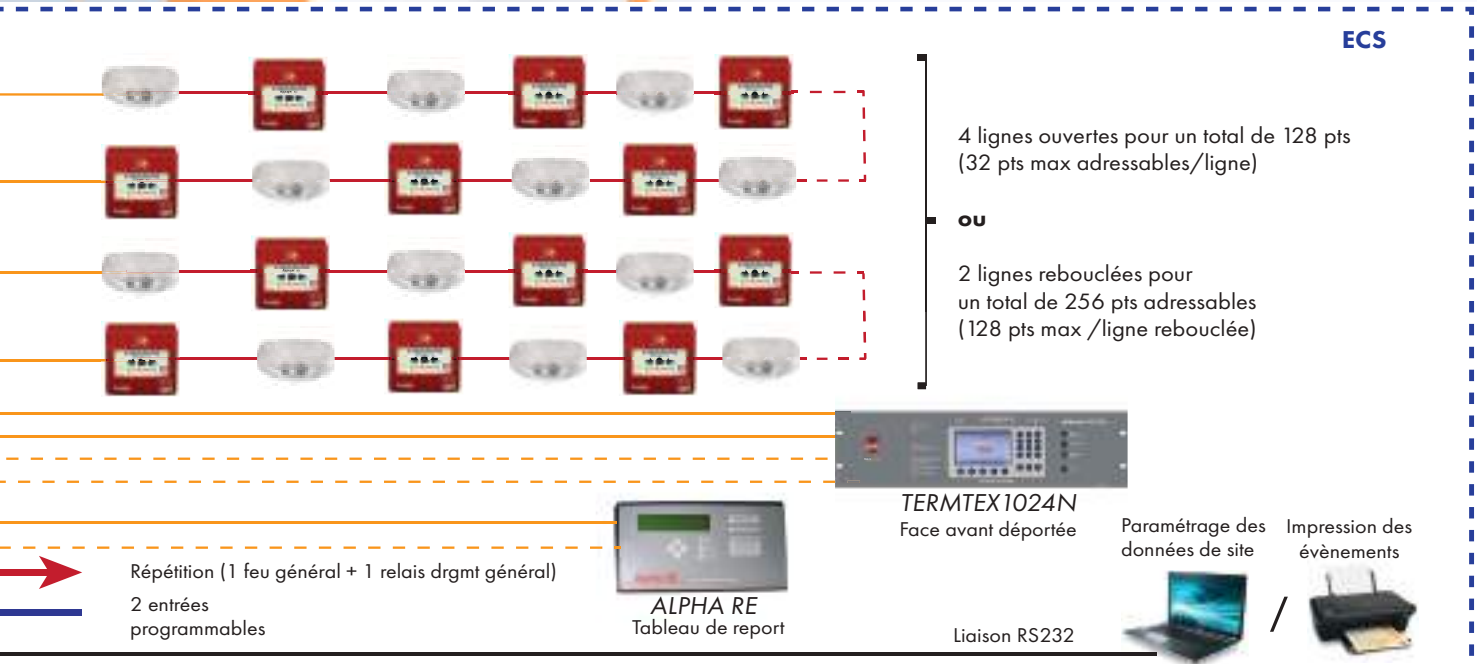 ECS
4 lignes ouvertes pour un total de 128 pts
(32 pts max adressables/ligne)
ou
2 lignes rebouclées pour
un total de 256 pts adressables
(128 pts max /ligne rebouclée)
TERMTEX1024N
Face avant déportée
Paramétrage des
données de site
Impression des
évènements
Répétition (1 feu général + 1 relais drgmt général)
2 entrées
programmables
ALPHA RE
Tableau de report
Liaison RS232
/